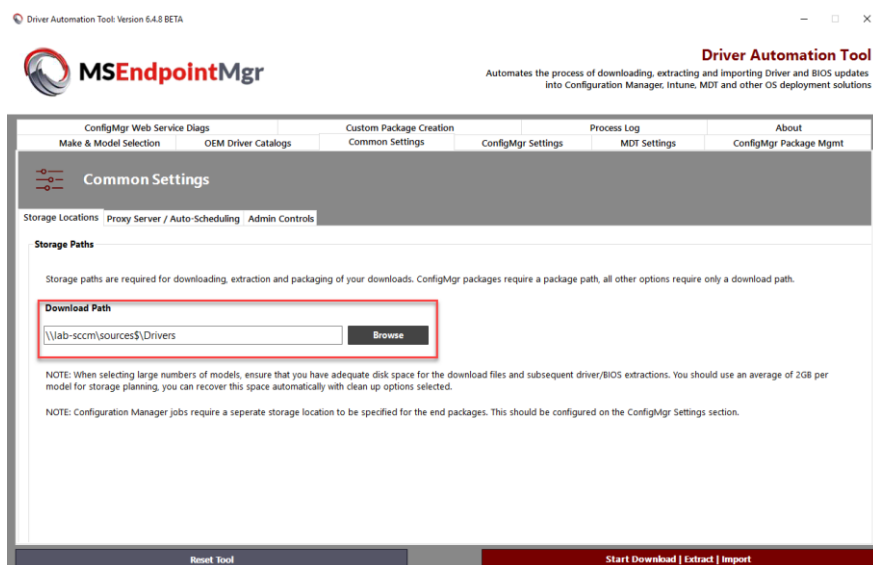 Driver Automation Tool: Version 6.4.8 BETA
MSEndpointMgr
Driver Automation Tool
Automates the process of downloading, extracting and importing Driver and BIOS updates
into Configuration Manager, Intune, MDT and other OS deployment solutions
ConfigMgr Web Service Diags
Custom Package Creation
Process Log
About
Make & Model Selection
OEM Driver Catalogs
Common Settings
ConfigMgr Settings
MDT Settings
ConfigMgr Package Mgmt
Common Settings
Storage Locations
Proxy Server / Auto-Scheduling
Admin Controls
Storage Paths
Storage paths are required for downloading, extraction and packaging of your downloads. ConfigMgr packages require a package path, all other options require only a download path.
Download Path
\\lab-sccm\sources$\Drivers
Browse
NOTE: When selecting large numbers of models, ensure that you have adequate disk space for the download files and subsequent driver/BIOS extractions. You should use an average of 2GB per
model for storage planning, you can recover this space automatically with clean up options selected.
NOTE: Configuration Manager jobs require a seperate storage location to be specified for the end packages. This should be configured on the ConfigMgr Settings section.
Reset Tool
Start Download | Extract | Import